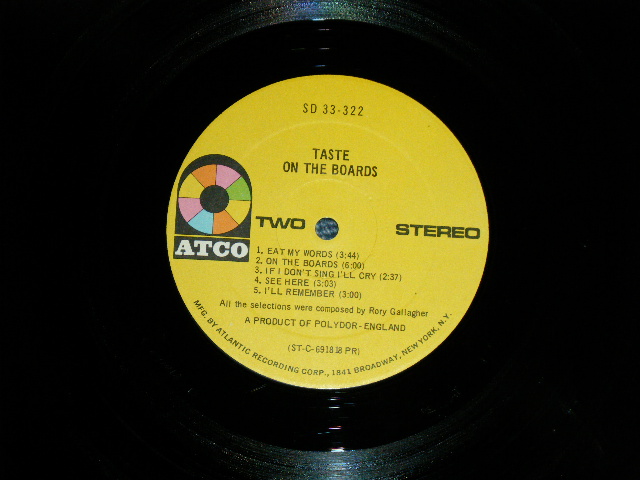 SD 33-322
TASTE
ON THE BOARDS
ATCO
TWO
STEREO
1. EAT MY WORDS (3:44)
2. ON THE BOARDS (6:00)
3. IF I DON'T SING I'LL CRY (2:37)
4. SEE HERE (3:03)
5. I'LL REMEMBER (3:00)
All the selections were composed by Rory Gallagher
A PRODUCT OF POLYDOR-ENGLAND
(ST-C-691818 PR)
MFG. BY ATLANTIC RECORDING CORP., 1841 BROADWAY, NEW YORK, N.Y.